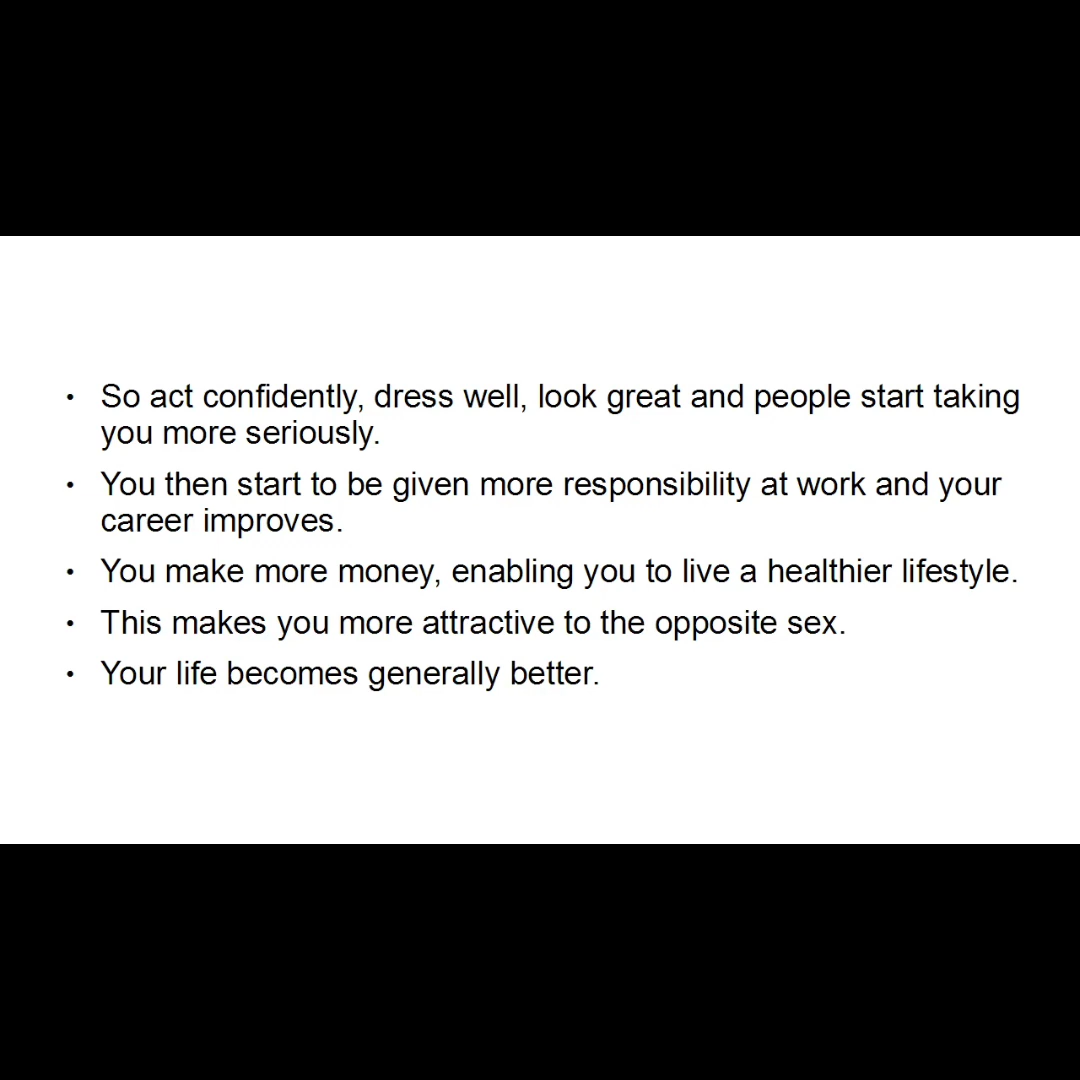 • So act confidently, dress well, look great and people start taking
you more seriously.
• You then start to be given more responsibility at work and your
career improves.
• You make more money, enabling you to live a healthier lifestyle.
• This makes you more attractive to the opposite sex.
• Your life becomes generally better.